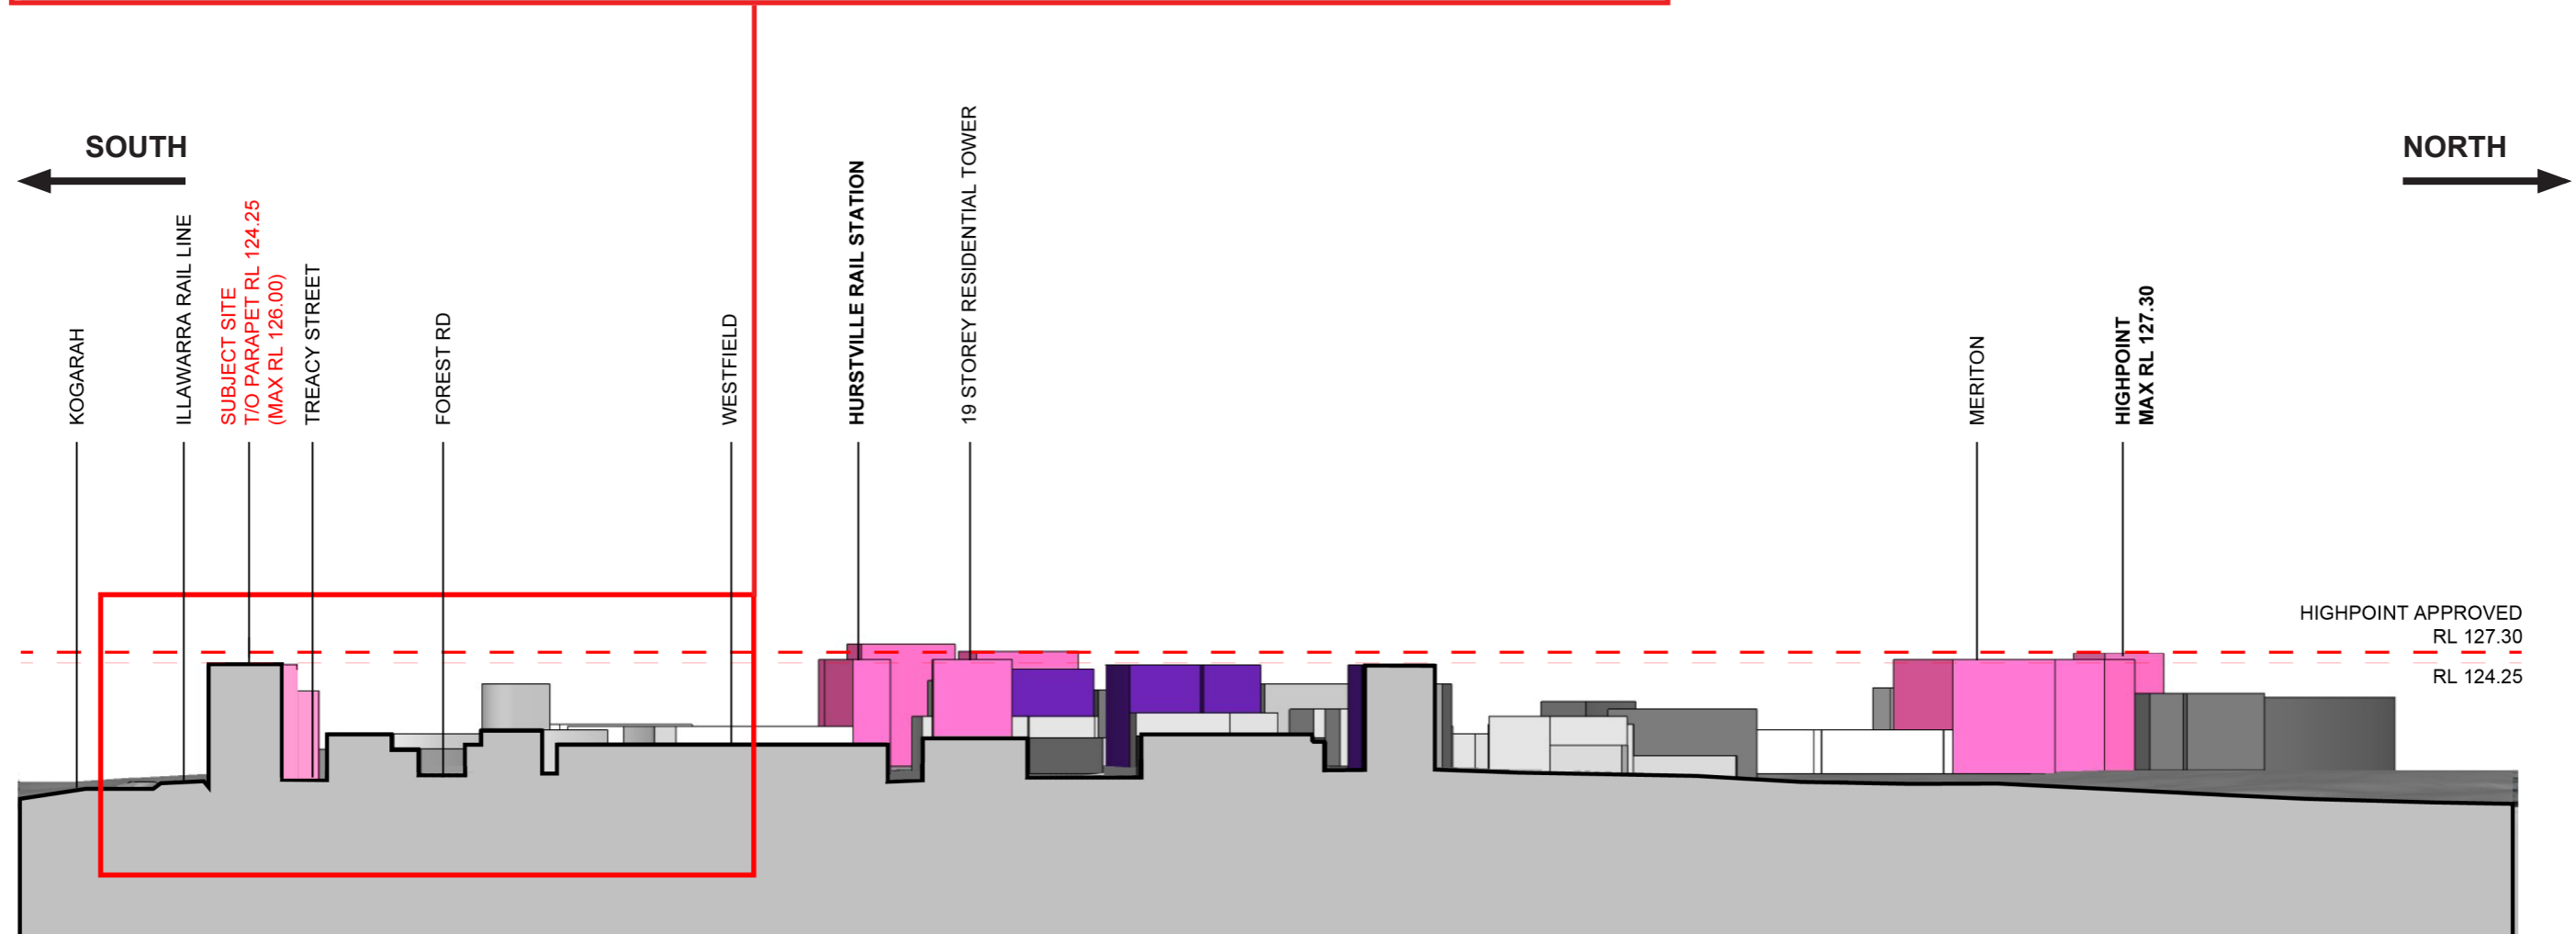 SOUTH
NORTH
KOGARAH
ILLAWARRA RAIL LINE
SUBJECT SITE
T/O PARAPET RL 124.25
(MAX RL 126.00)
TREACY STREET
FOREST RD
WESTFIELD
HURSTVILLE RAIL STATION
19 STOREY RESIDENTIAL TOWER
MERITON
HIGHPOINT
MAX RL 127.30
HIGHPOINT APPROVED
RL 127.30
RL 124.25